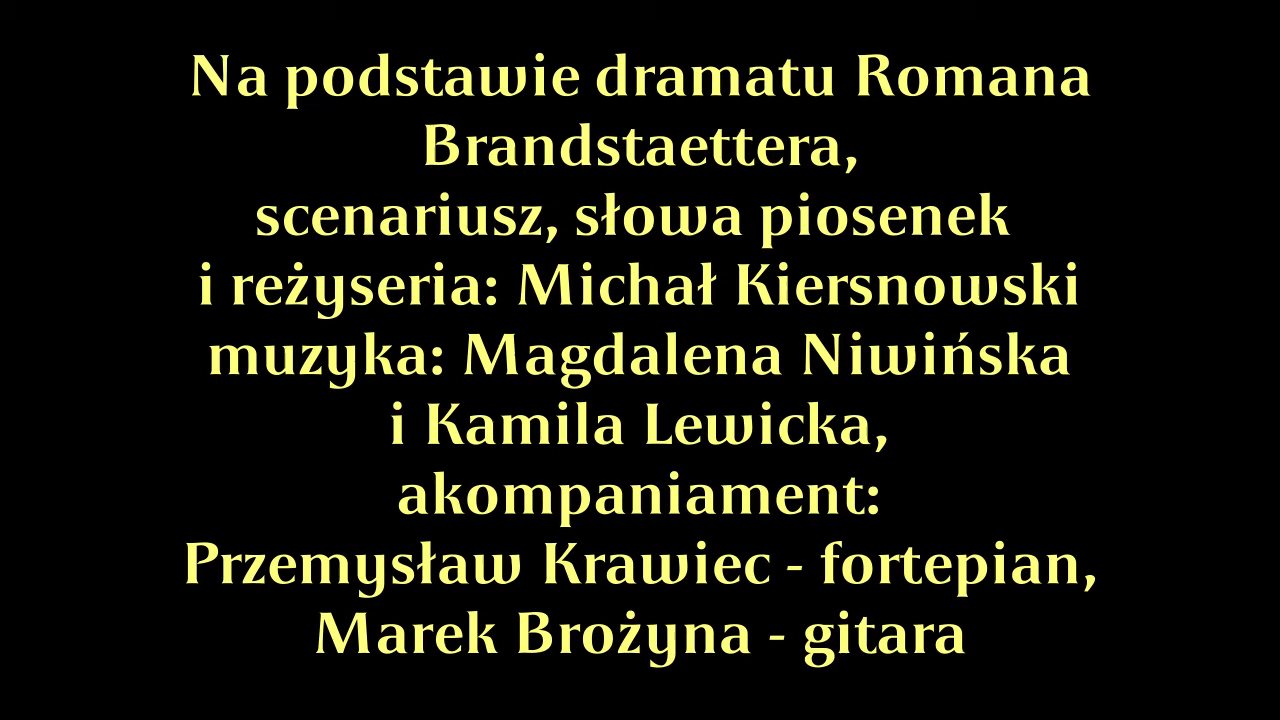 Na podstawie dramatu Romana
Brandstaettera,
scenariusz, słowa piosenek
i reżyseria: Michał Kiersnowski
muzyka: Magdalena Niwińska
i Kamila Lewicka,
akompaniament:
Przemysław Krawiec - fortepian,
Marek Brożyna - gitara